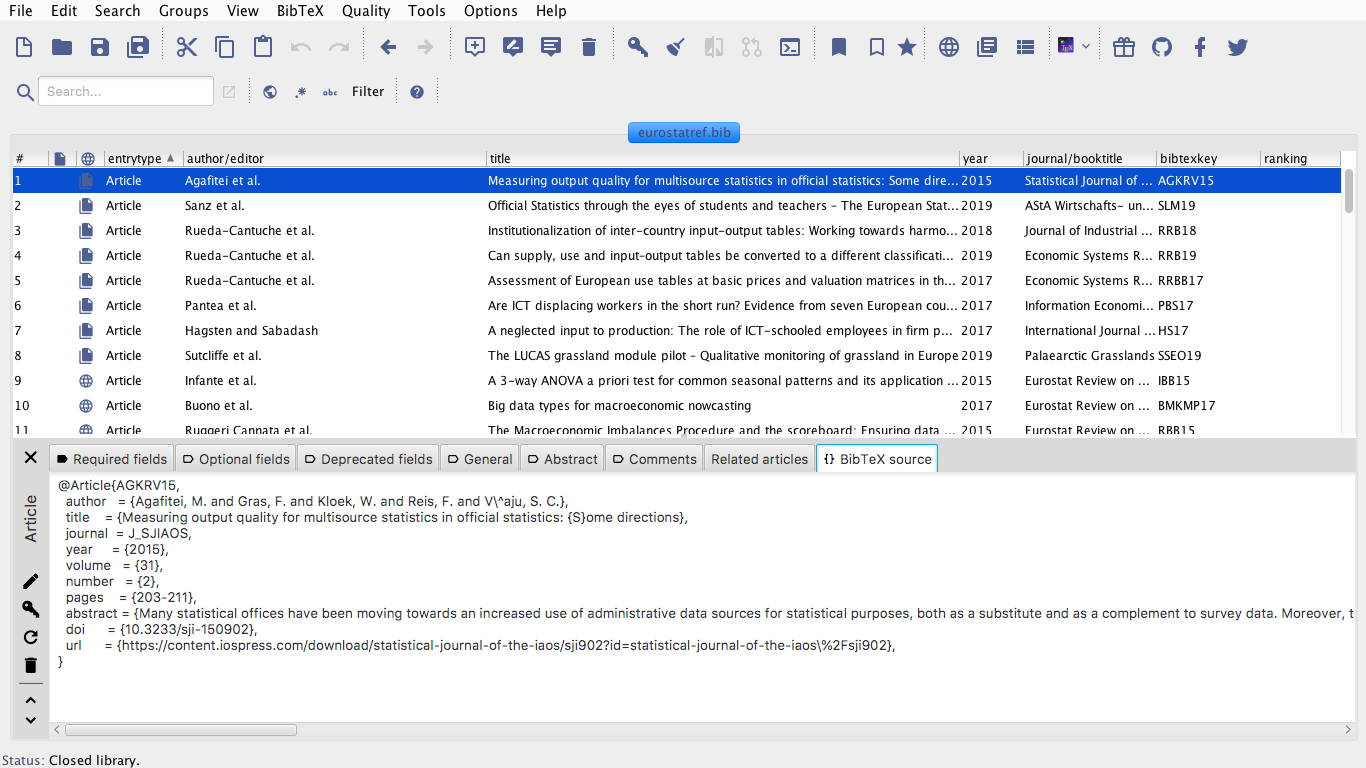 File Edit Search Groups View BibTeX Quality Tools Options Help
Search...
abc Filter
eurostatref.bib
# entrytype author/editor title year journal/booktitle bibtexkey ranking
1 Article Agafitei et al. Measuring output quality for multisource statistics in official statistics: Some dire... 2015 Statistical Journal of ... AGKRV15
2 Article Sanz et al. Official Statistics through the eyes of students and teachers – The European Stat... 2019 AStA Wirtschafts- un... SLM19
3 Article Rueda-Cantuche et al. Institutionalization of inter-country input-output tables: Working towards harmo... 2018 Journal of Industrial ... RRB18
4 Article Rueda-Cantuche et al. Can supply, use and input-output tables be converted to a different classificati... 2019 Economic Systems R... RRB19
5 Article Rueda-Cantuche et al. Assessment of European use tables at basic prices and valuation matrices in th... 2017 Economic Systems R... RRBB17
6 Article Pantea et al. Are ICT displacing workers in the short run? Evidence from seven European cou... 2017 Information Economi... PBS17
7 Article Hagsten and Sabadash A neglected input to production: The role of ICT-schooled employees in firm p... 2017 International Journal ... HS17
8 Article Sutcliffe et al. The LUCAS grassland module pilot – Qualitative monitoring of grassland in Europe 2019 Palaearctic Grasslands SSEO19
9 Article Infante et al. A 3-way ANOVA a priori test for common seasonal patterns and its application ... 2015 Eurostat Review on ... IBB15
10 Article Buono et al. Big data types for macroeconomic nowcasting 2017 Eurostat Review on ... BMKMP17
11 Article Ruggeri Cannata et al. The Macroeconomic Imbalances Procedure and the scoreboard: Ensuring data ... 2015 Eurostat Review on ... RBB15
Required fields Optional fields Deprecated fields General Abstract Comments Related articles {} BibTeX source
Article
@Article{AGKRV15,
author = {Agafitei, M. and Gras, F. and Kloek, W. and Reis, F. and V\^aju, S. C.},
title = {Measuring output quality for multisource statistics in official statistics: {S}ome directions},
journal = J_SJIAOS,
year = {2015},
volume = {31},
number = {2},
pages = {203-211},
abstract = {Many statistical offices have been moving towards an increased use of administrative data sources for statistical purposes, both as a substitute and as a complement to survey data. Moreover, t
doi = {10.3233/sji-150902},
url = {https://content.iospress.com/download/statistical-journal-of-the-iaos/sji902?id=statistical-journal-of-the-iaos\%2Fsji902},
}
Status: Closed library.